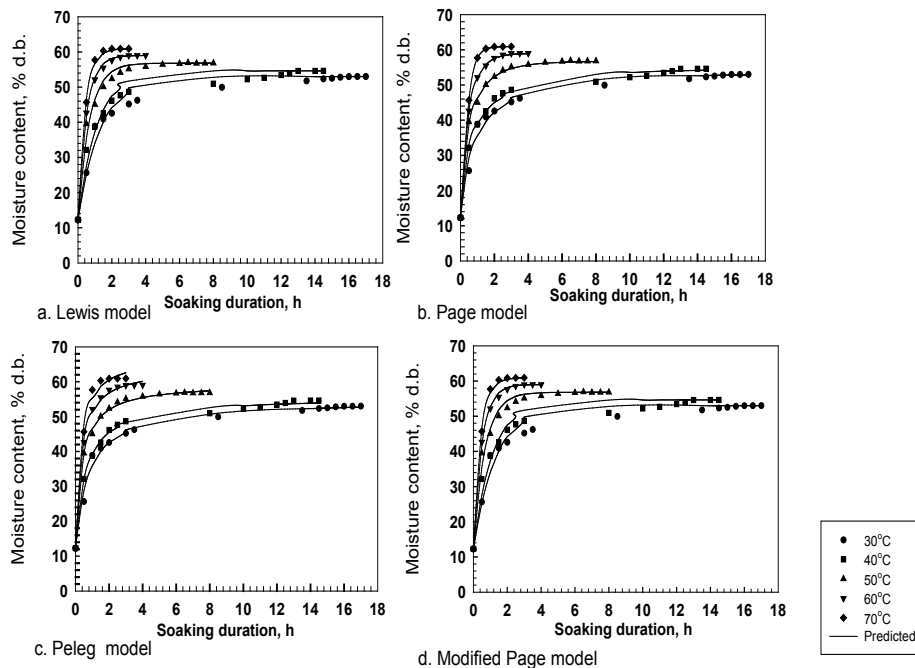 70
60
50
40
30
20
10
0
Moisture content, % d.b.
0 2 4 6 8 10 12 14 16 18
Soaking duration, h
a. Lewis model
70
60
50
40
30
20
10
0
Moisture content, % d.b.
0 2 4 6 8 10 12 14 16 18
Soaking duration, h
b. Page model
70
60
50
40
30
20
10
0
Moisture content, % d.b.
0 2 4 6 8 10 12 14 16 18
Soaking duration, h
c. Peleg model
70
60
50
40
30
20
10
0
Moisture content, % d.b.
0 2 4 6 8 10 12 14 16 18
Soaking duration, h
d. Modified Page model
30°C
40°C
50°C
60°C
70°C
Predicted